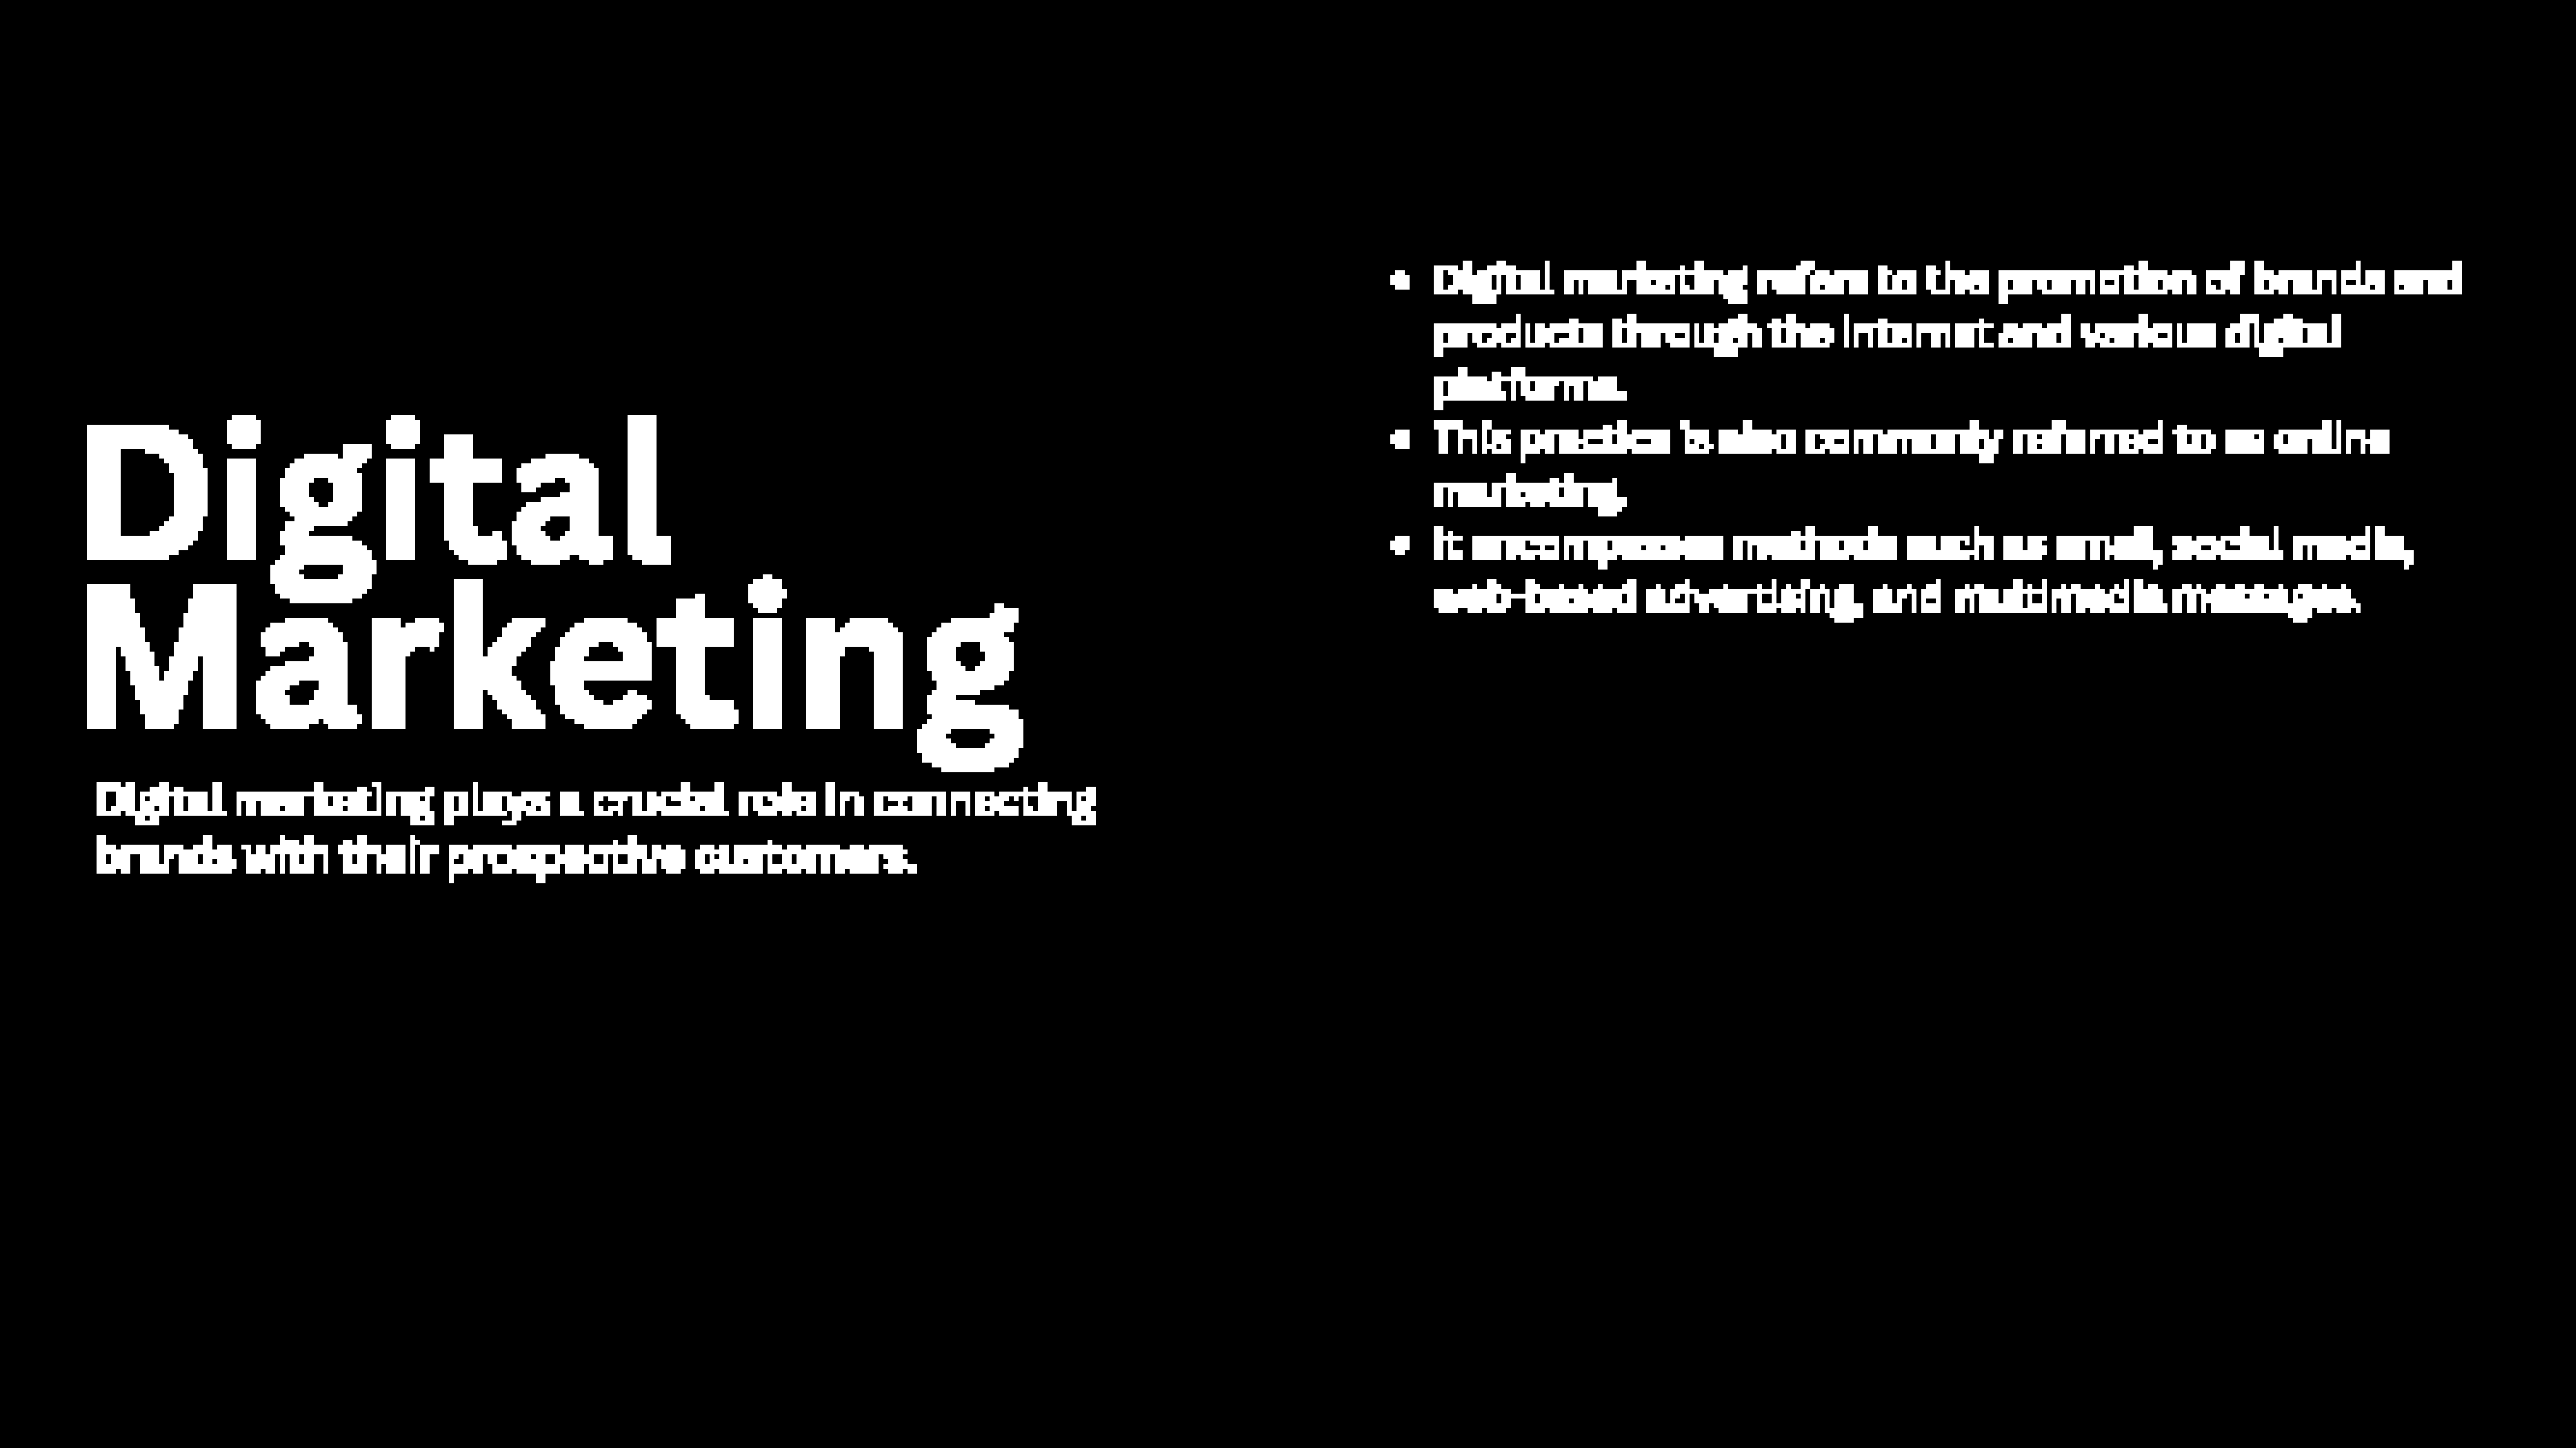 Digital
Marketing
Digital marketing plays a crucial role in connecting
brands with their prospective customers.
Digital marketing refers to the promotion of brands and
products through the Internet and various digital
platforms.
This practice is also commonly referred to as online
marketing.
It encompasses methods such as email, social media,
web-based advertising, and multimedia messages.